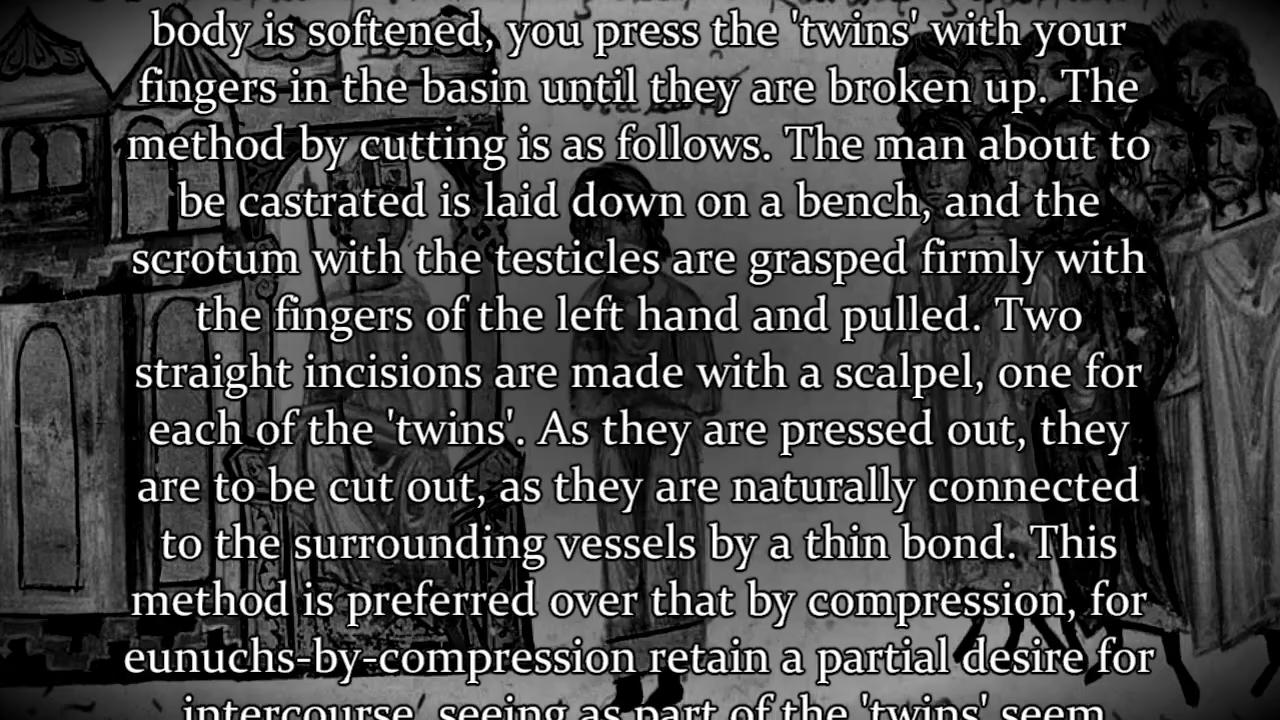 body is softened, you press the 'twins' with your
fingers in the basin until they are broken up. The
method by cutting is as follows. The man about to
be castrated is laid down on a bench, and the
scrotum with the testicles are grasped firmly with
the fingers of the left hand and pulled. Two
straight incisions are made with a scalpel, one for
each of the 'twins'. As they are pressed out, they
are to be cut out, as they are naturally connected
to the surrounding vessels by a thin bond. This
method is preferred over that by compression, for
eunuchs-by-compression retain a partial desire for
intercourse, seeing as part of the 'twins' seem